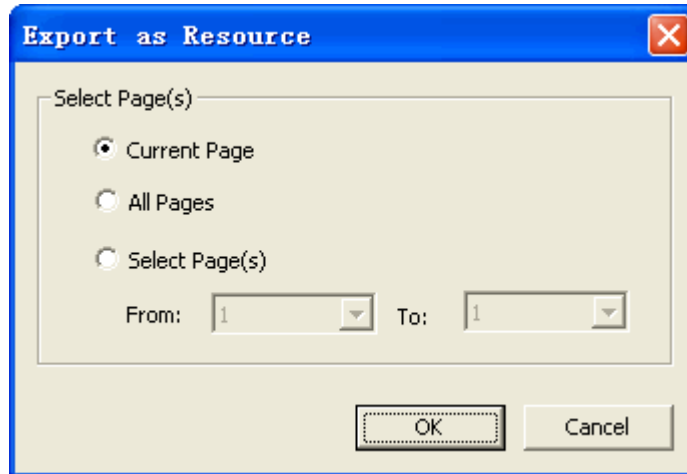 Export as Resource
Select Page(s)
Current Page
All Pages
Select Page(s)
From: 1 To: 1
OK Cancel